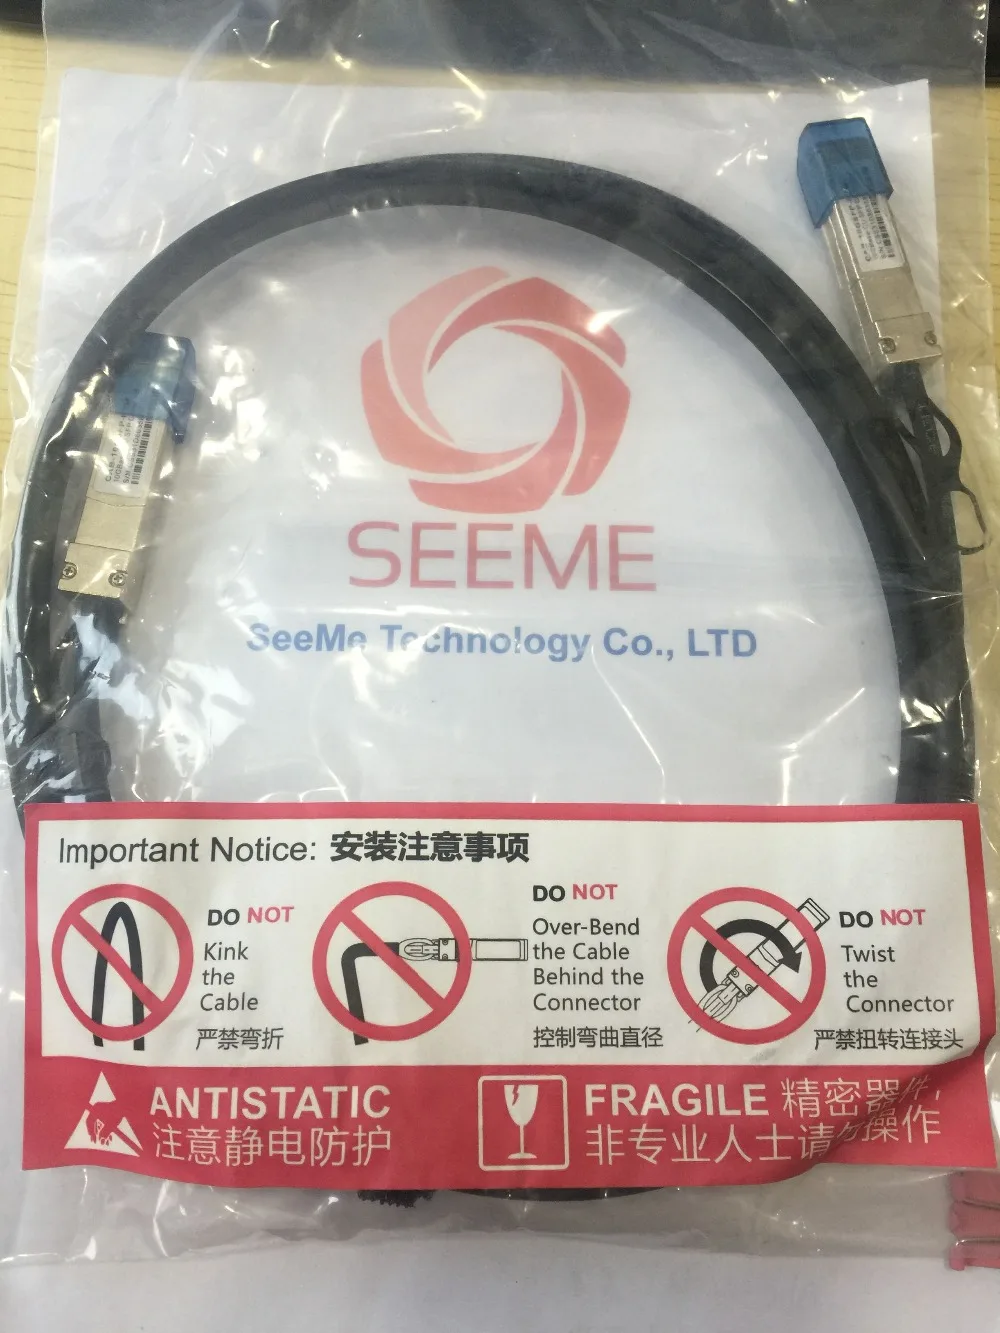 SEEME
SeeMe Technology Co., LTD
Important Notice: 安装注意事项
DO NOT
Kink
the
Cable
严禁弯折
DO NOT
Over-Bend
the Cable
Behind the
Connector
控制弯曲直径
DO NOT
Twist
the
Connector
严禁扭转连接头
ANTISTATIC
注意静电防护
FRAGILE 精密器件,
非专业人士请勿操作